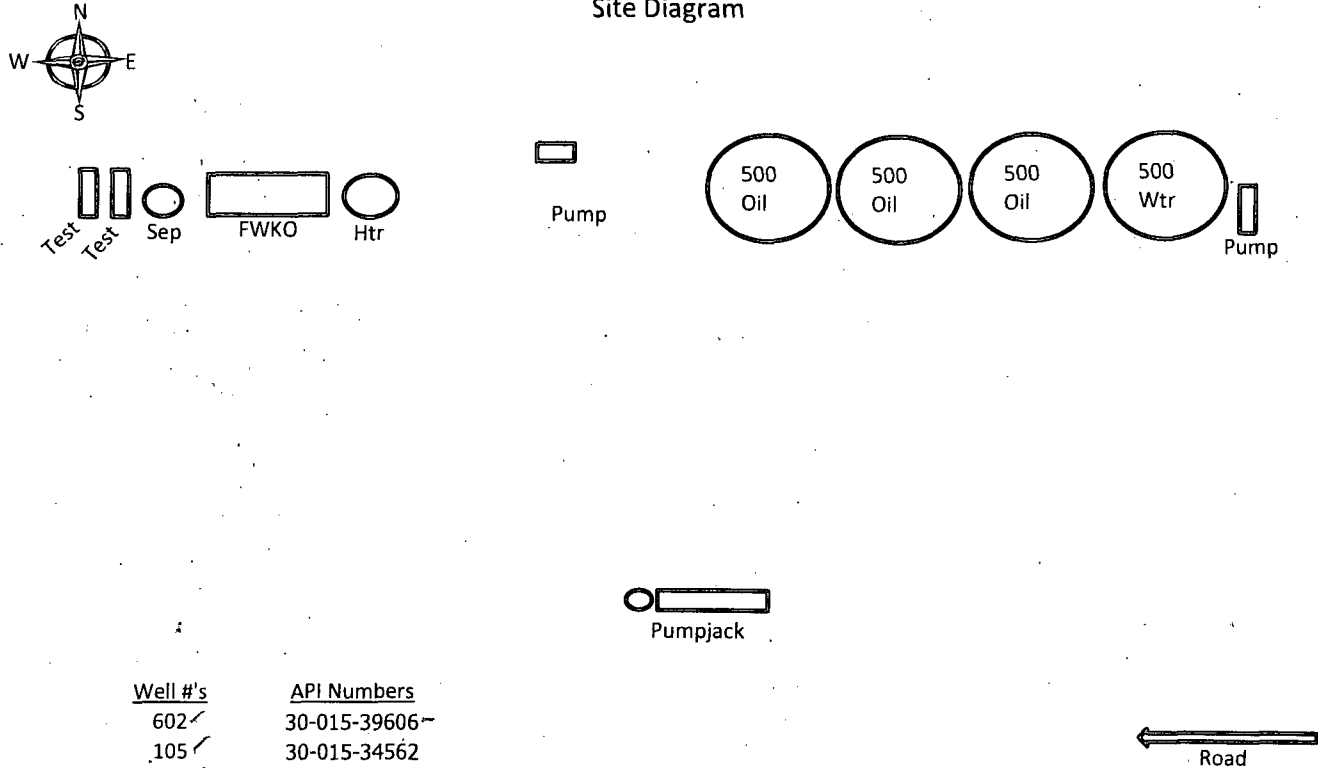 Site Diagram
N
W E
S
500 Oil
500 Oil
500 Oil
500 Wtr
Test
Test
Sep
FWKO
Htr
Pump
Pump
Pumpjack
Well #'s API Numbers
602 30-015-39606
105 30-015-34562
Road